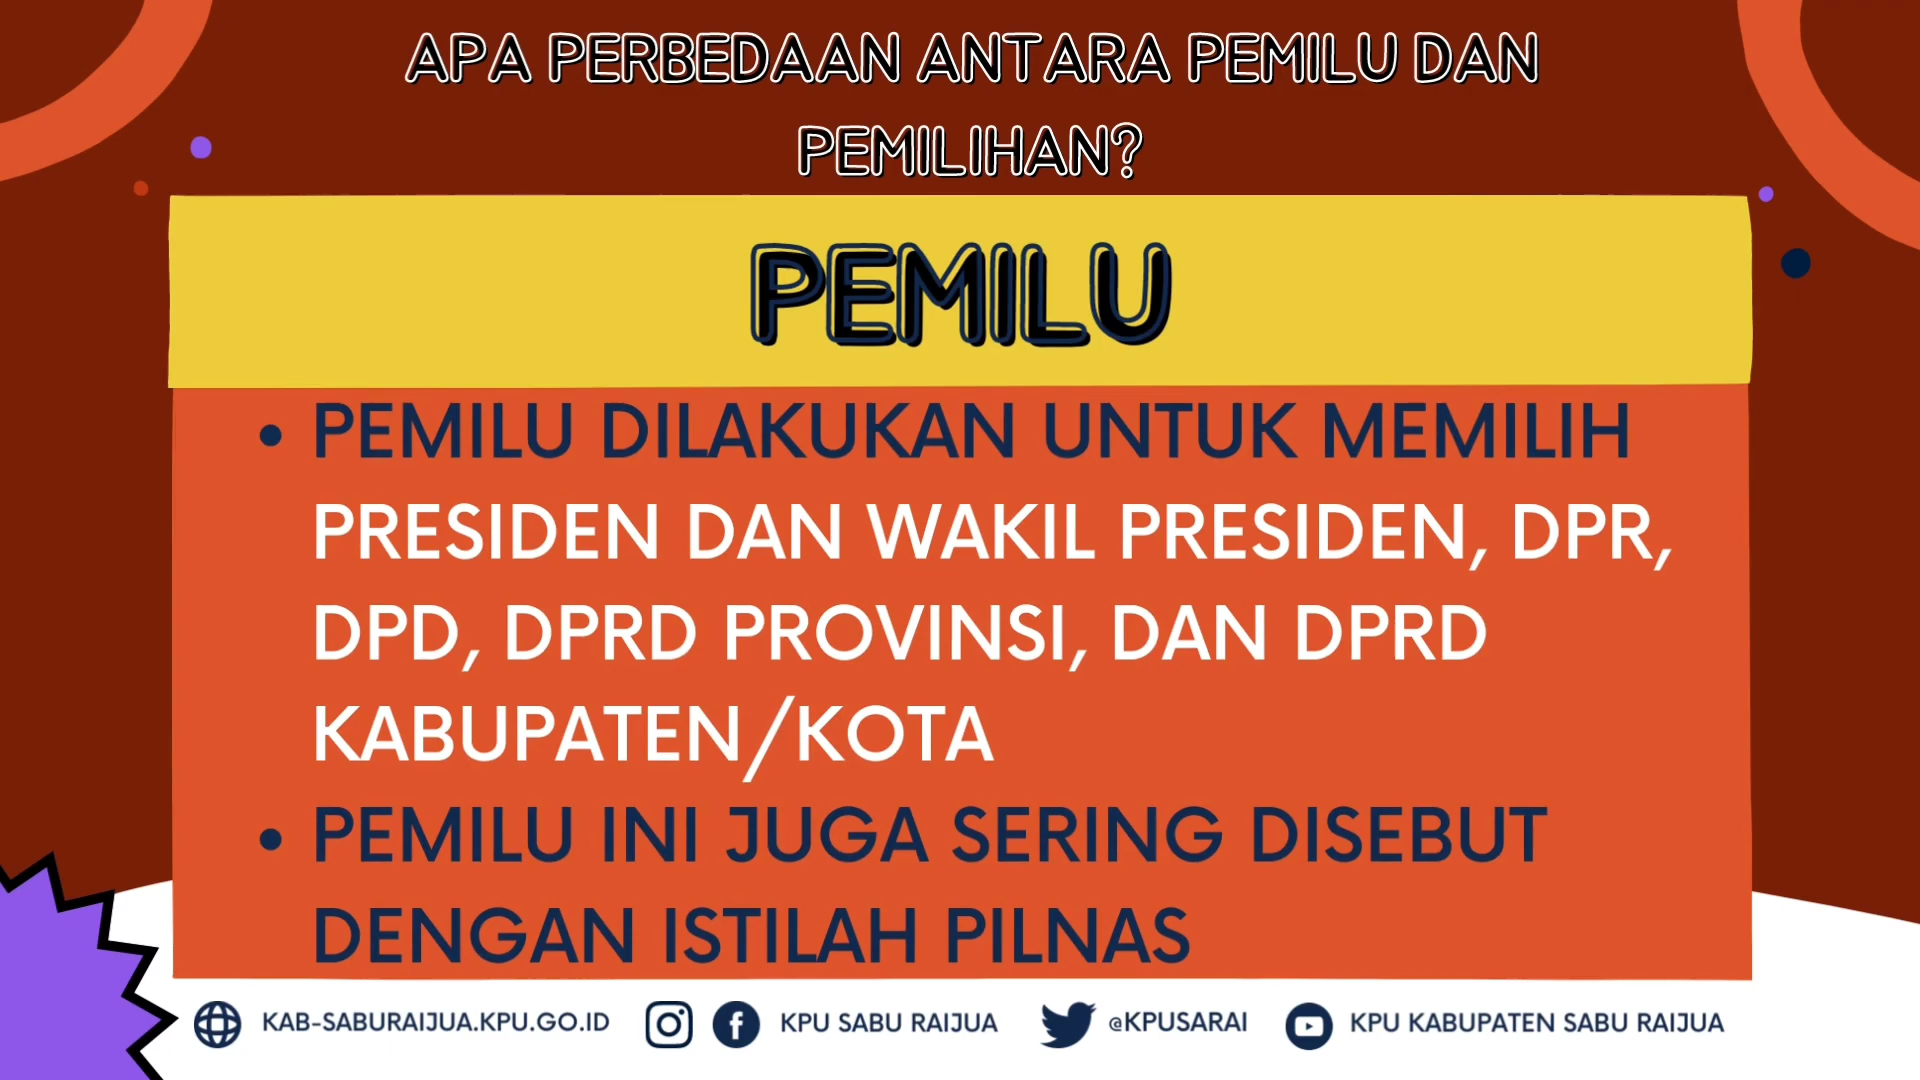 APA PERBEDAAN ANTARA PEMILU DAN
PEMILIHAN?
PEMILU
• PEMILU DILAKUKAN UNTUK MEMILIH
PRESIDEN DAN WAKIL PRESIDEN, DPR,
DPD, DPRD PROVINSI, DAN DPRD
KABUPATEN/KOTA
• PEMILU INI JUGA SERING DISEBUT
DENGAN ISTILAH PILNAS
KAB-SABURAIJUA.KPU.GO.ID KPU SABU RAIJUA @KPUSARAI KPU KABUPATEN SABU RAIJUA